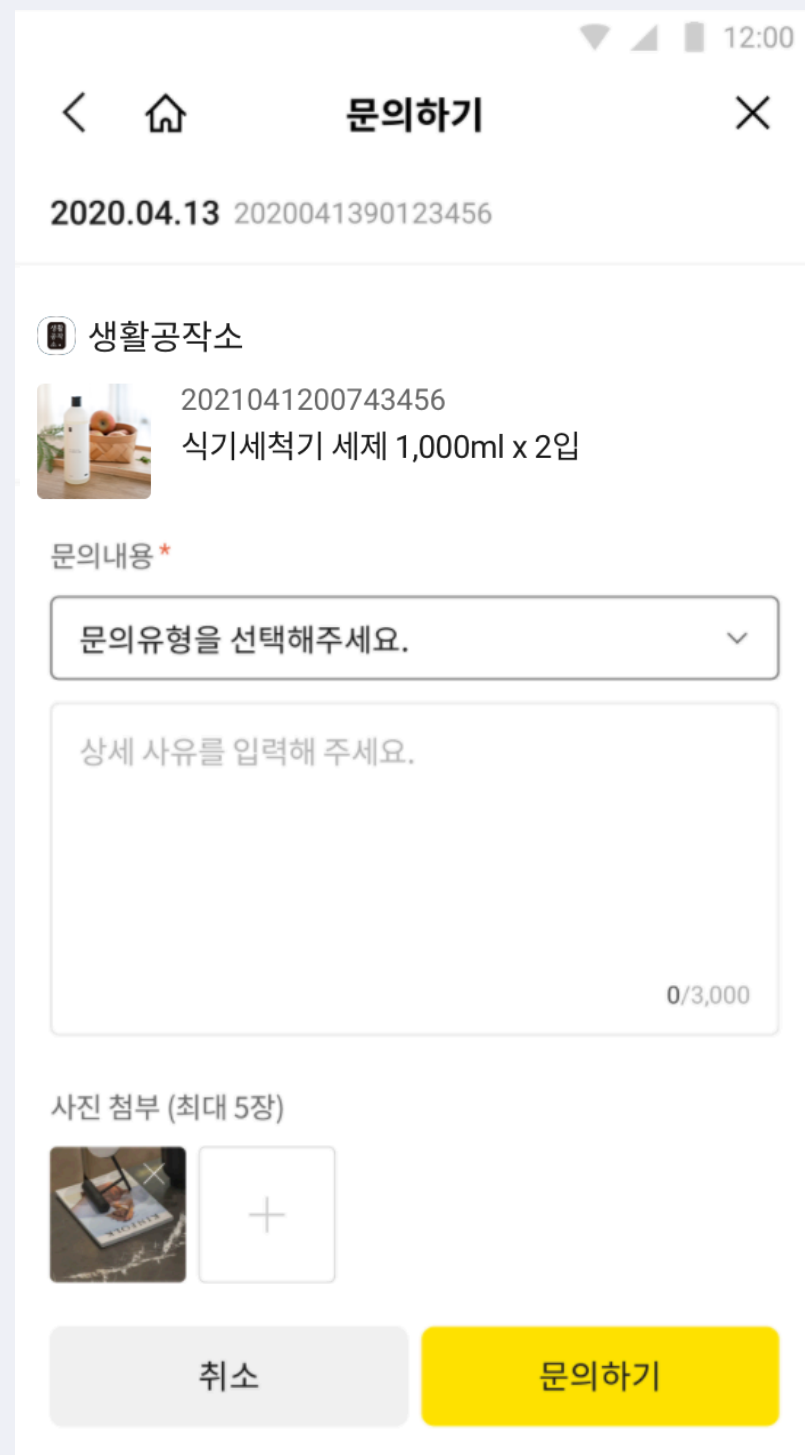 12:00
문의하기
2020.04.13 2020041390123456
생활공작소
2021041200743456
식기세척기 세제 1,000ml x 2입
문의내용 *
문의유형을 선택해주세요.
상세 사유를 입력해 주세요.
0/3,000
사진 첨부 (최대 5장)
KINFOLK
취소
문의하기